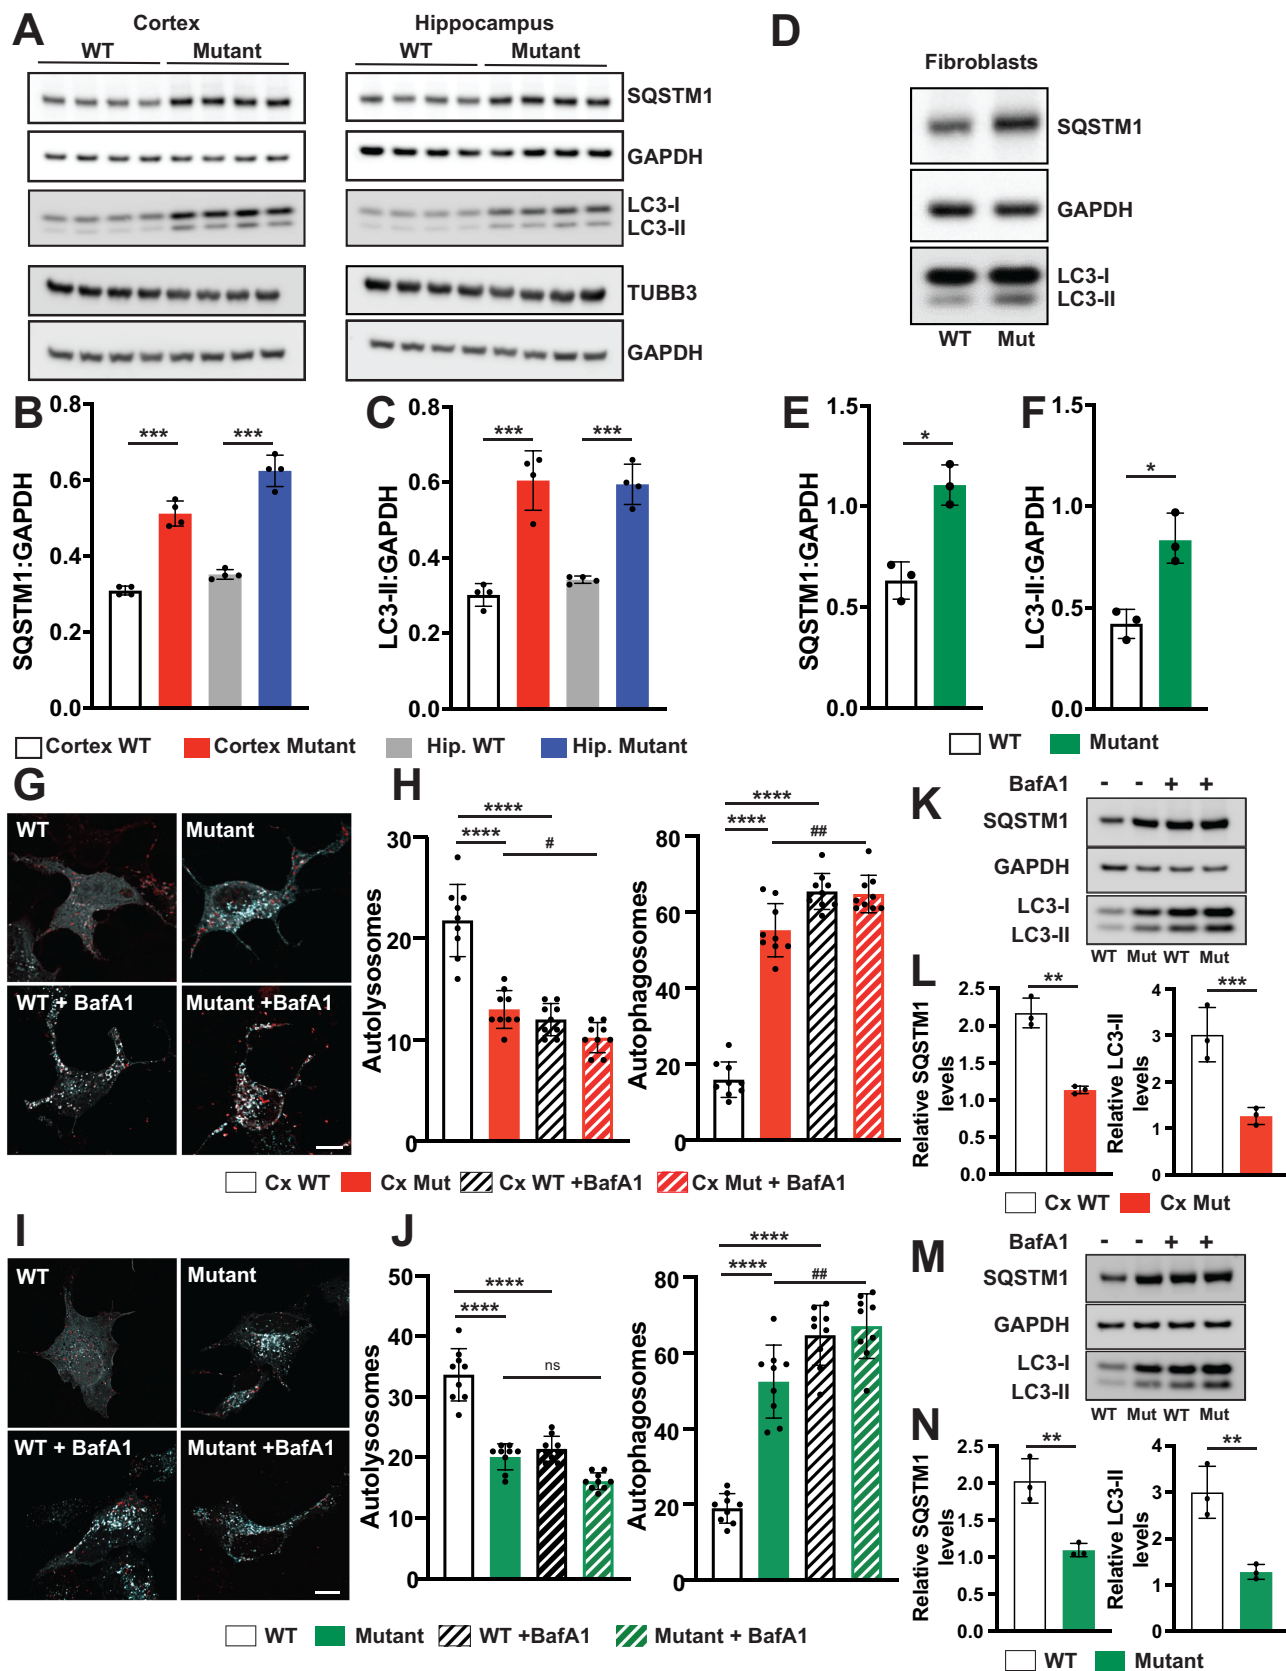 A
Cortex
Hippocampus
WT Mutant WT Mutant
SQSTM1
GAPDH
LC3-I
LC3-II
TUBB3
GAPDH
D
Fibroblasts
SQSTM1
GAPDH
LC3-I
LC3-II
WT Mut
B
SQSTM1:GAPDH
0.8
0.6
0.4
0.2
0.0
*** ***
C
LC3-II:GAPDH
0.8
0.6
0.4
0.2
0.0
*** ***
Cortex WT Cortex Mutant Hip. WT Hip. Mutant
E
SQSTM1:GAPDH
1.5
1.0
0.5
0.0
*
F
LC3-II:GAPDH
1.5
1.0
0.5
0.0
*
WT Mutant
G
WT
Mutant
WT + BafA1
Mutant +BafA1
H
Autolysosomes
30
20
10
0
****
****
#
Autophagosomes
80
60
40
20
0
****
****
##
Cx WT Cx Mut Cx WT +BafA1 Cx Mut + BafA1
K
BafA1 - - + +
SQSTM1
GAPDH
LC3-I
LC3-II
WT Mut WT Mut
L
Relative SQSTM1
levels
2.5
2.0
1.5
1.0
0.5
0.0
**
Relative LC3-II
levels
4
3
2
1
0
***
Cx WT Cx Mut
I
WT
Mutant
WT + BafA1
Mutant +BafA1
J
Autolysosomes
50
40
30
20
10
0
****
****
ns
Autophagosomes
80
60
40
20
0
****
****
##
WT Mutant WT +BafA1 Mutant + BafA1
M
BafA1 - - + +
SQSTM1
GAPDH
LC3-I
LC3-II
WT Mut WT Mut
N
Relative SQSTM1
levels
2.5
2.0
1.5
1.0
0.5
0.0
**
Relative LC3-II
levels
4
3
2
1
0
**
WT Mutant